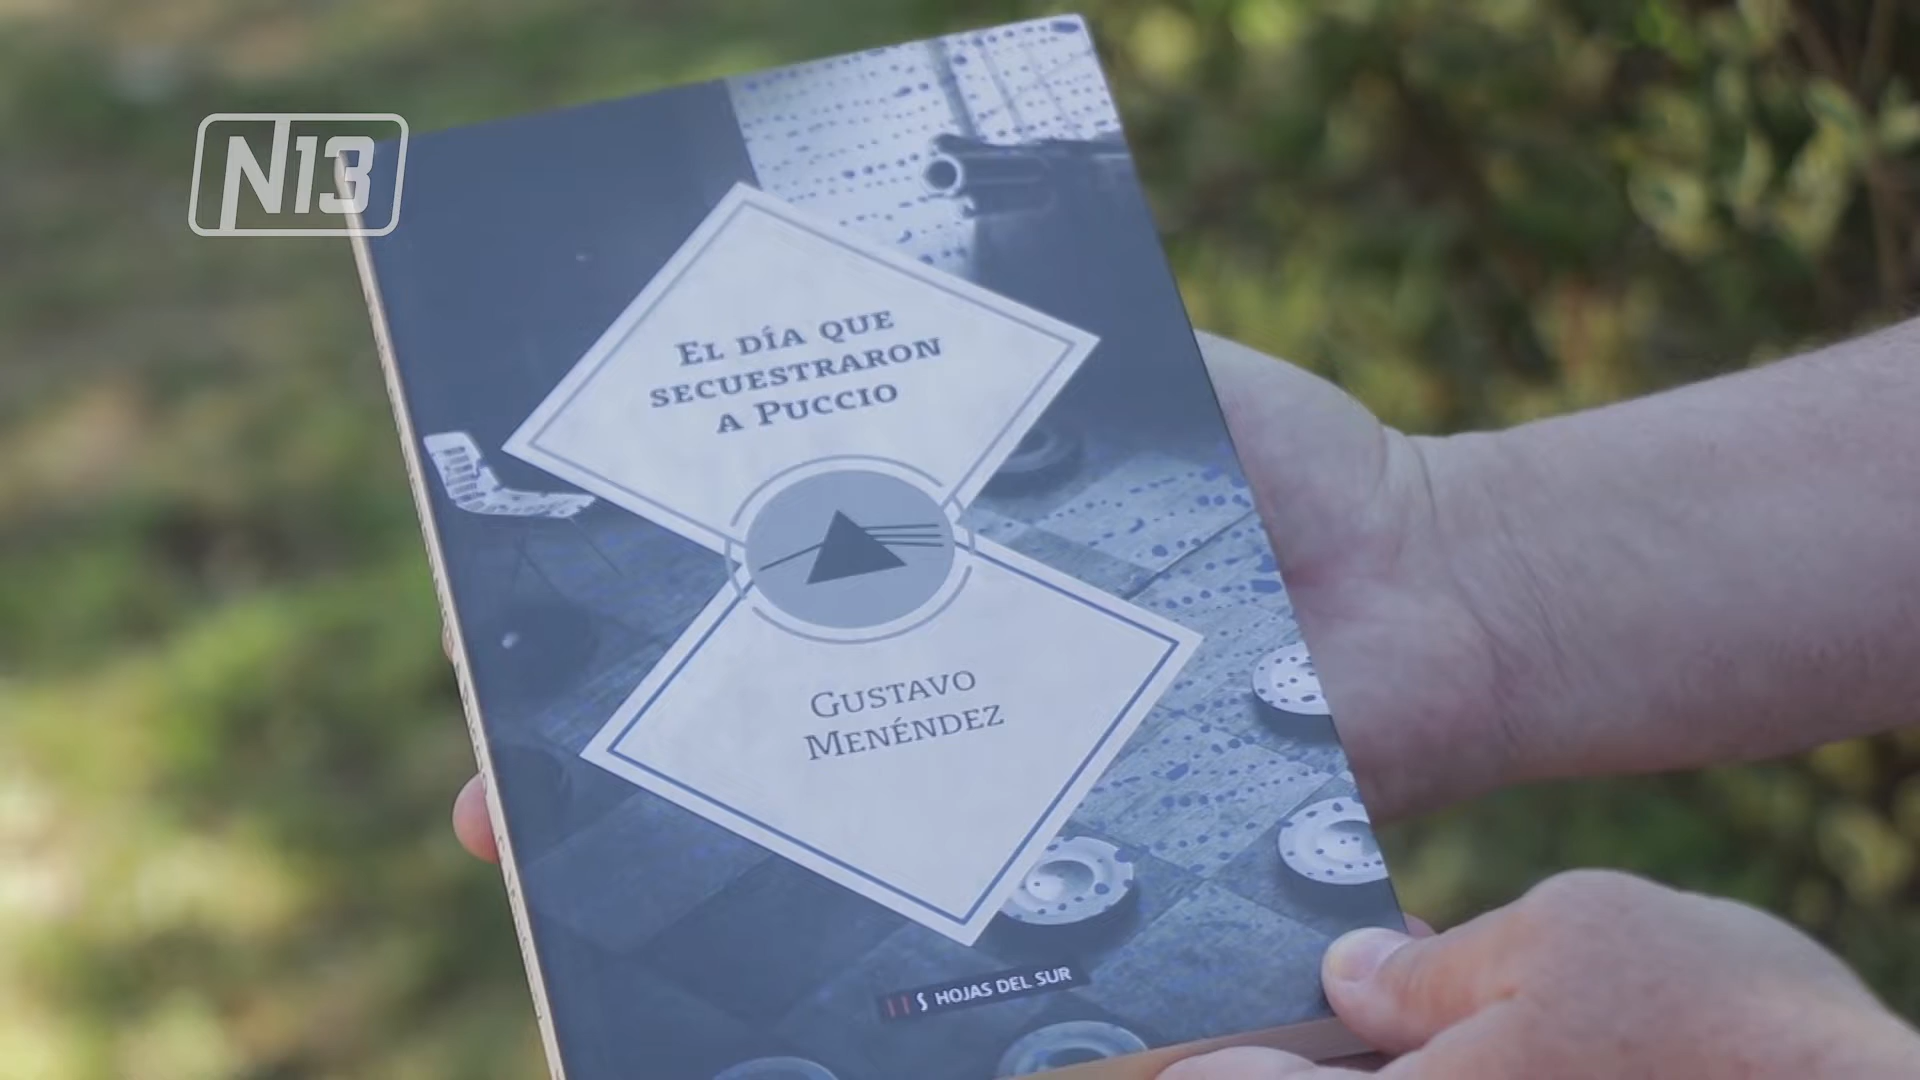 N13
EL DÍA QUE
SECUESTRARON
A PUCCIO
GUSTAVO
MENÉNDEZ
HOJAS DEL SUR